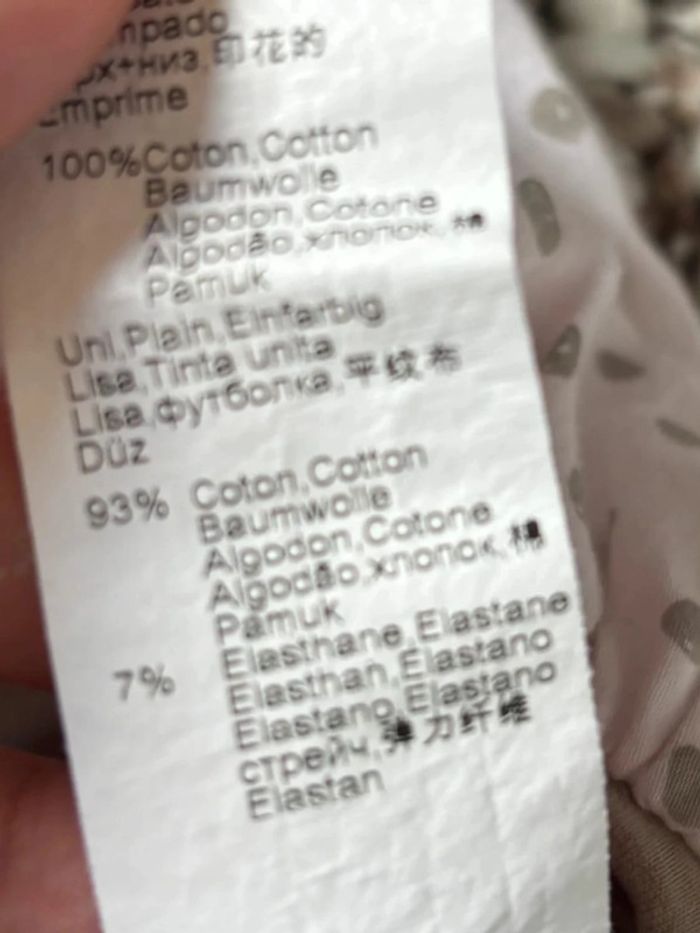 mpado
низ,印花的
Imprime
100%Coton,Cotton
Baumwolle
Algodon,Cotone
Algodão,хлопок,棉
Pamuk
Uni,Plain,Einfarbig
Lisa,Tinta unita
Lisa,футболка,平纹布
Düz
93% Coton,Cotton
Baumwolle
Algodon,Cotone
Algodão,хлопок,棉
Pamuk
7% Elasthane,Elastane
Elasthan,Elastano
Elastano,Elastano
стрейч,弹力纤维
Elastan